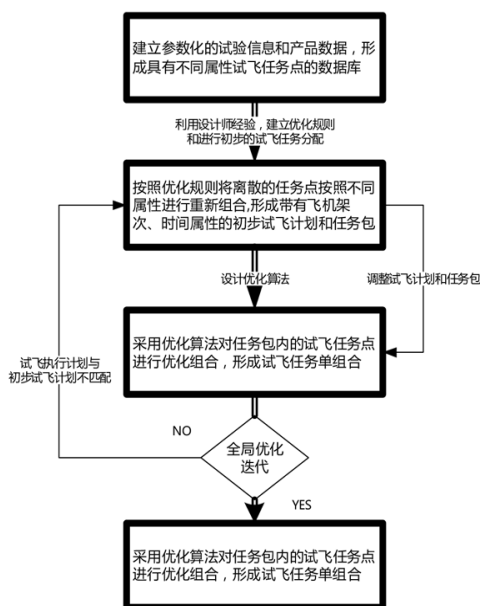 建立参数化的试验信息和产品数据，形
成具有不同属性试飞任务点的数据库
利用设计师经验，建立优化规则
和进行初步的试飞任务分配
按照优化规则将离散的任务点按照不同
属性进行重新组合,形成带有飞机架
次、时间属性的初步试飞计划和任务包
设计优化算法
调整试飞计划和任务包
采用优化算法对任务包内的试飞任务点
进行优化组合，形成试飞任务单组合
试飞执行计划与
初步试飞计划不匹配
NO
全局优化
迭代
YES
采用优化算法对任务包内的试飞任务点
进行优化组合，形成试飞任务单组合